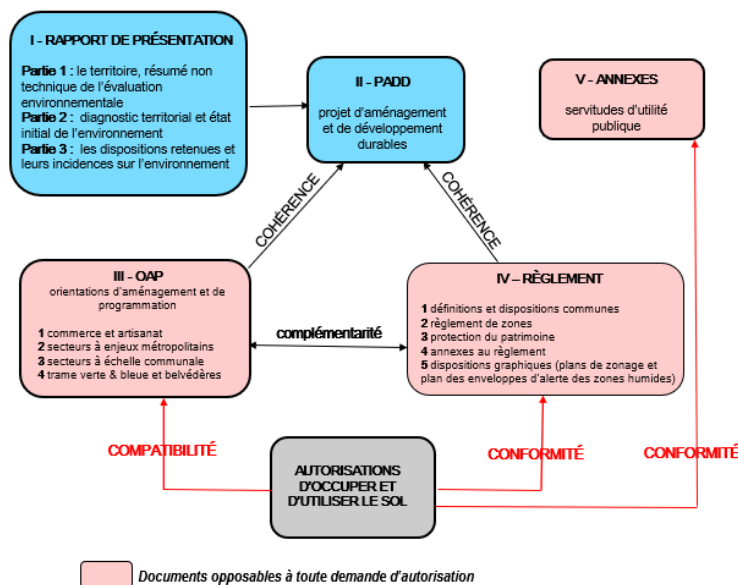 I - RAPPORT DE PRÉSENTATION
Partie 1 : le territoire, résumé non
technique de l'évaluation
environnementale
Partie 2 : diagnostic territorial et état
initial de l'environnement
Partie 3 : les dispositions retenues et
leurs incidences sur l'environnement
II - PADD
projet d'aménagement
et de développement
durables
V - ANNEXES
servitudes d'utilité
publique
COHÉRENCE
COHÉRENCE
III - OAP
orientations d'aménagement et de
programmation
1 commerce et artisanat
2 secteurs à enjeux métropolitains
3 secteurs à échelle communale
4 trame verte & bleue et belvédères
complémentarité
IV - RÈGLEMENT
1 définitions et dispositions communes
2 règlement de zones
3 protection du patrimoine
4 annexes au règlement
5 dispositions graphiques (plans de zonage et
plan des enveloppes d'alerte des zones humides)
COMPATIBILITÉ
CONFORMITÉ
CONFORMITÉ
AUTORISATIONS
D'OCCUPER ET
D'UTILISER LE SOL
Documents opposables à toute demande d'autorisation